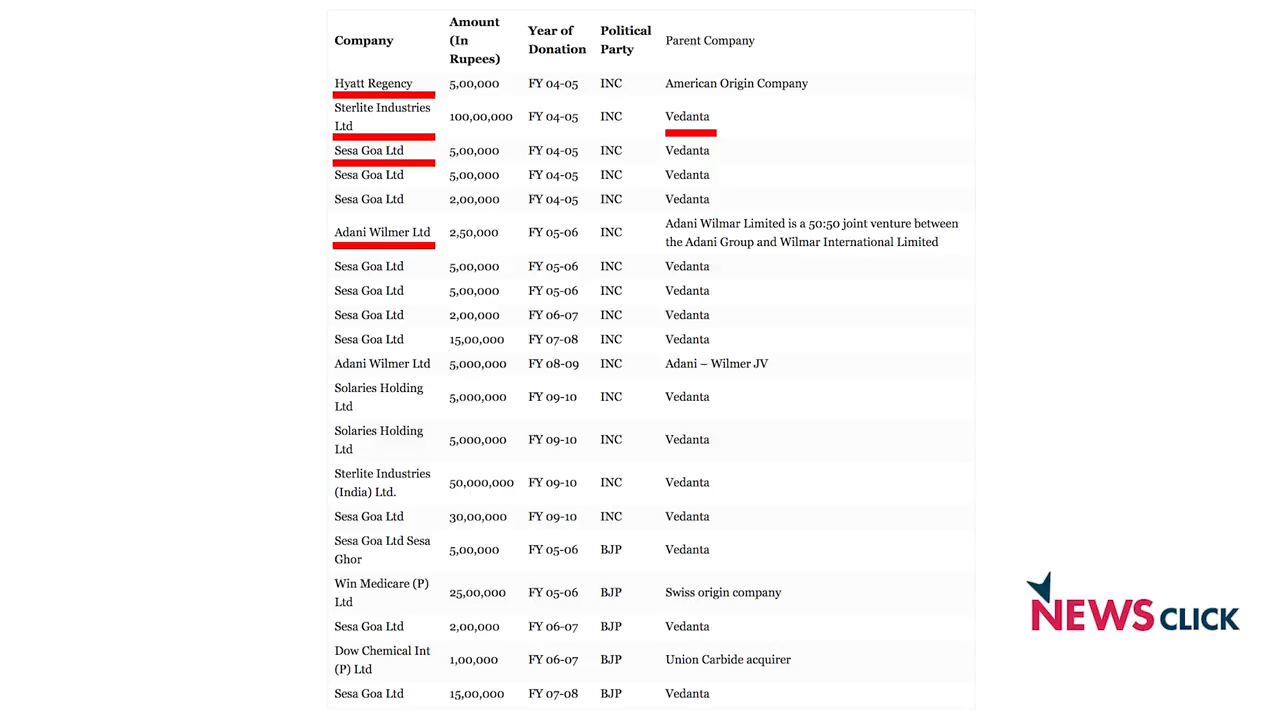 Company Amount (In Rupees) Year of Donation Political Party Parent Company
Hyatt Regency 5,00,000 FY 04-05 INC American Origin Company
Sterlite Industries Ltd 100,00,000 FY 04-05 INC Vedanta
Sesa Goa Ltd 5,00,000 FY 04-05 INC Vedanta
Sesa Goa Ltd 5,00,000 FY 04-05 INC Vedanta
Sesa Goa Ltd 2,00,000 FY 04-05 INC Vedanta
Adani Wilmer Ltd 2,50,000 FY 05-06 INC Adani Wilmar Limited is a 50:50 joint venture between the Adani Group and Wilmar International Limited
Sesa Goa Ltd 5,00,000 FY 05-06 INC Vedanta
Sesa Goa Ltd 5,00,000 FY 05-06 INC Vedanta
Sesa Goa Ltd 2,00,000 FY 06-07 INC Vedanta
Sesa Goa Ltd 15,00,000 FY 07-08 INC Vedanta
Adani Wilmer Ltd 5,000,000 FY 08-09 INC Adani – Wilmer JV
Solaries Holding Ltd 5,000,000 FY 09-10 INC Vedanta
Solaries Holding Ltd 5,000,000 FY 09-10 INC Vedanta
Sterlite Industries (India) Ltd. 50,000,000 FY 09-10 INC Vedanta
Sesa Goa Ltd 30,00,000 FY 09-10 INC Vedanta
Sesa Goa Ltd Sesa Ghor 5,00,000 FY 05-06 BJP Vedanta
Win Medicare (P) Ltd 25,00,000 FY 05-06 BJP Swiss origin company
Sesa Goa Ltd 2,00,000 FY 06-07 BJP Vedanta
Dow Chemical Int (P) Ltd 1,00,000 FY 06-07 BJP Union Carbide acquirer
Sesa Goa Ltd 15,00,000 FY 07-08 BJP Vedanta
NEWSCLICK